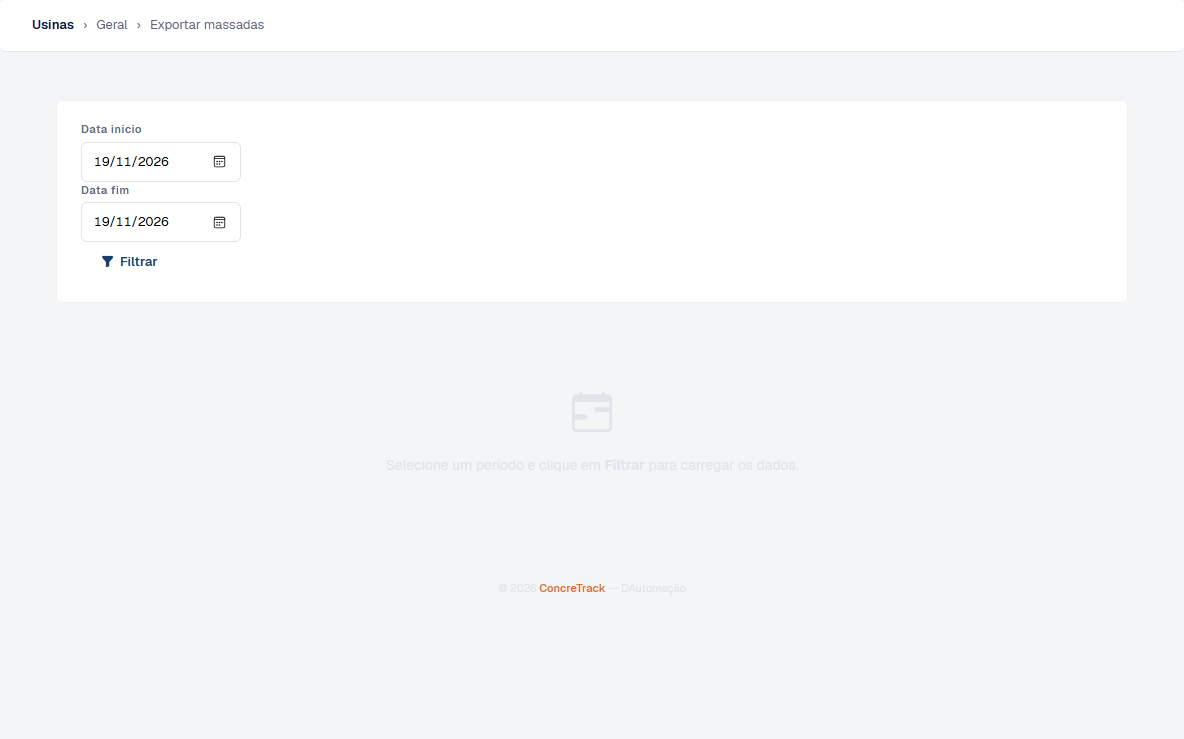 Usinas › Geral › Exportar massadas
Data início
19/11/2026
Data fim
19/11/2026
Filtrar
Selecione um período e clique em Filtrar para carregar os dados.
© 2026 ConcreTrack — DAutomação